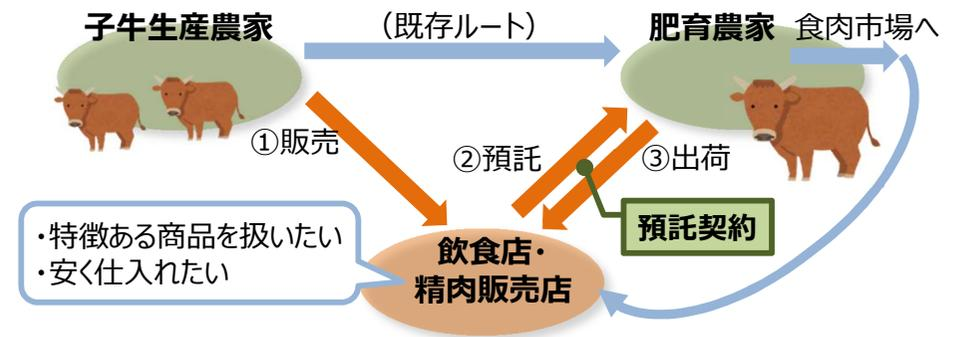 子牛生産農家
（既存ルート）
肥育農家
食肉市場へ
①販売
②預託
③出荷
預託契約
・特徴ある商品を扱いたい
・安く仕入れたい
飲食店・
精肉販売店